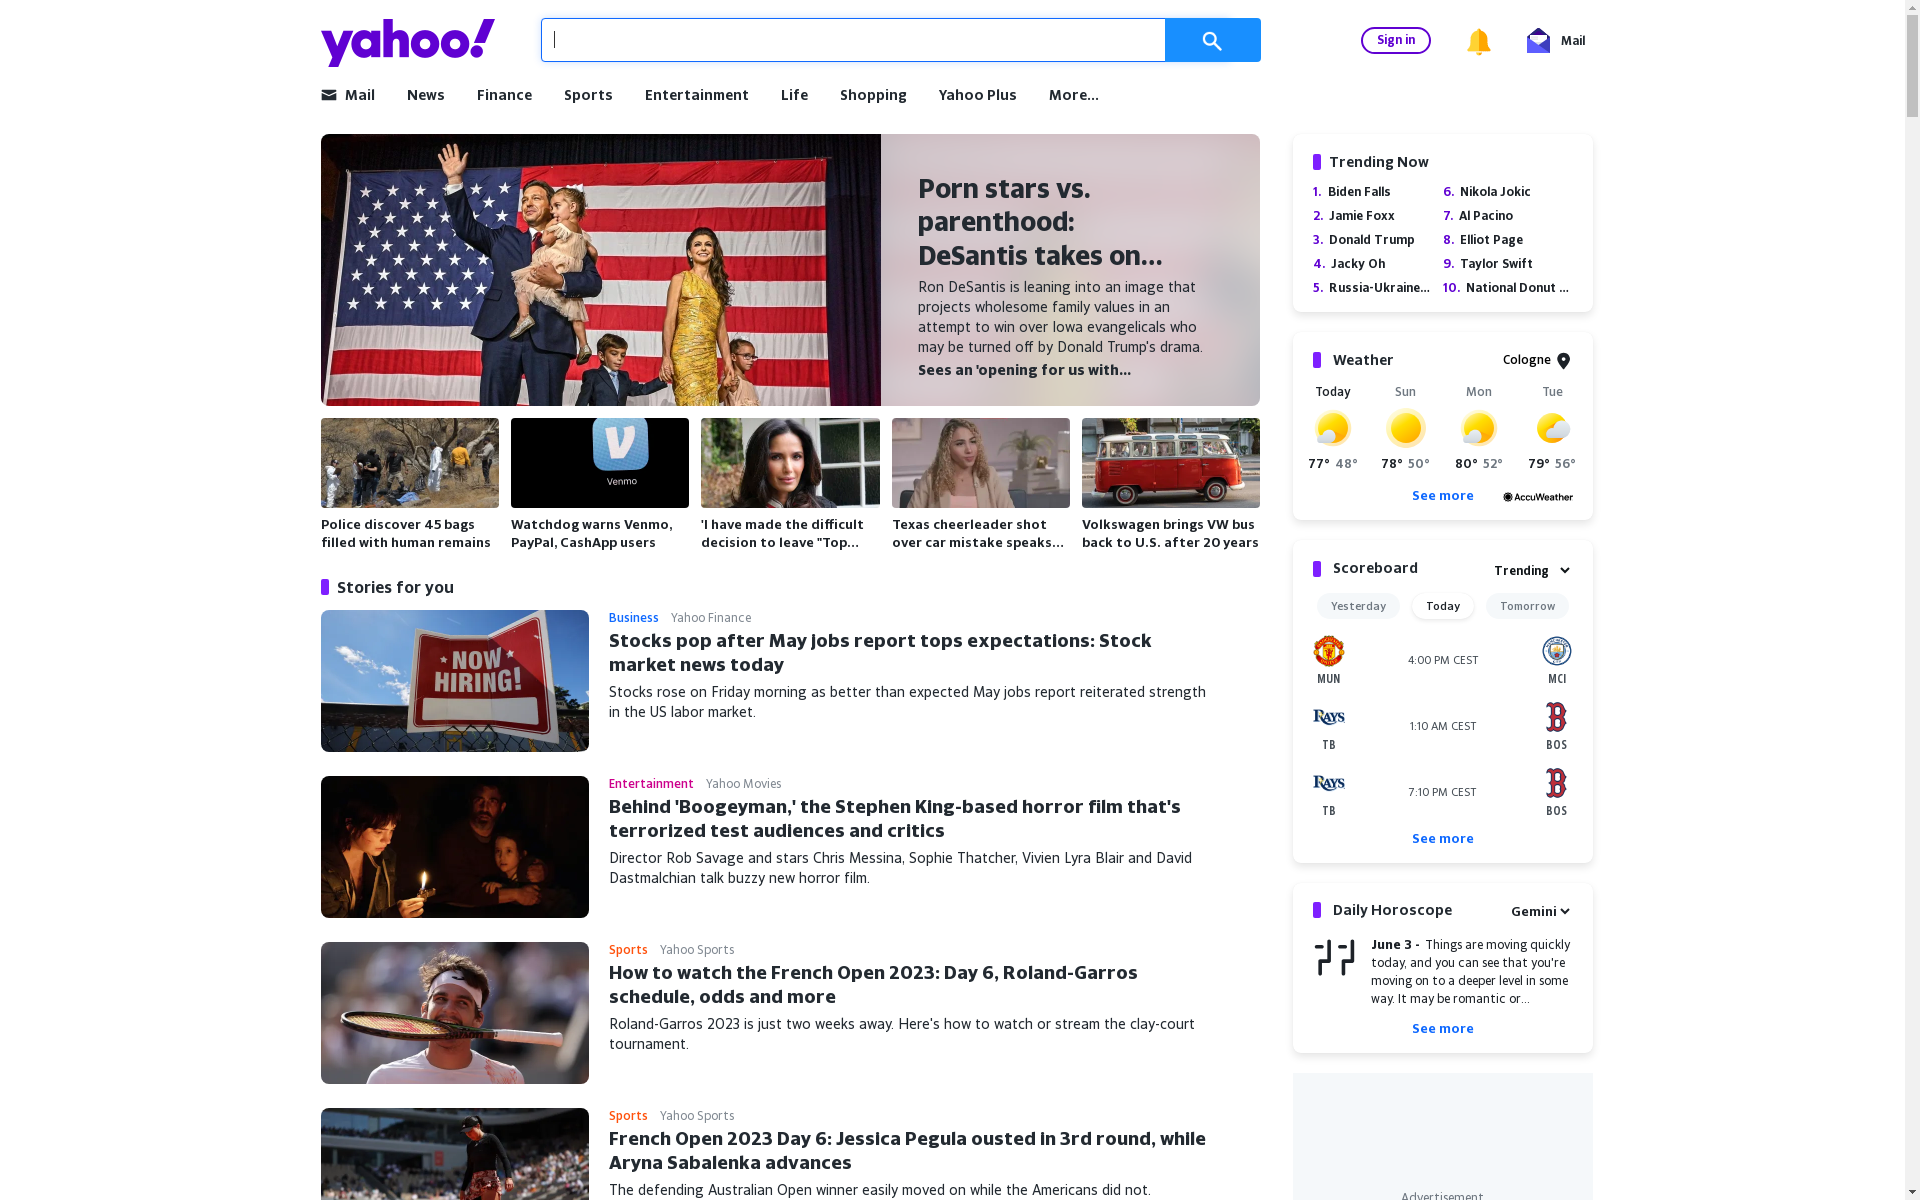 yahoo!
Sign in
Mail
Mail
News
Finance
Sports
Entertainment
Life
Shopping
Yahoo Plus
More...
Porn stars vs.
parenthood:
DeSantis takes on...
Ron DeSantis is leaning into an image that
projects wholesome family values in an
attempt to win over Iowa evangelicals who
may be turned off by Donald Trump's drama.
Sees an 'opening for us with...
Venmo
Police discover 45 bags
filled with human remains
Watchdog warns Venmo,
PayPal, CashApp users
'I have made the difficult
decision to leave "Top...
Texas cheerleader shot
over car mistake speaks...
Volkswagen brings VW bus
back to U.S. after 20 years
Stories for you
NOW
HIRING!
Business Yahoo Finance
Stocks pop after May jobs report tops expectations: Stock
market news today
Stocks rose on Friday morning as better than expected May jobs report reiterated strength
in the US labor market.
Entertainment Yahoo Movies
Behind 'Boogeyman,' the Stephen King-based horror film that's
terrorized test audiences and critics
Director Rob Savage and stars Chris Messina, Sophie Thatcher, Vivien Lyra Blair and David
Dastmalchian talk buzzy new horror film.
Sports Yahoo Sports
How to watch the French Open 2023: Day 6, Roland-Garros
schedule, odds and more
Roland-Garros 2023 is just two weeks away. Here's how to watch or stream the clay-court
tournament.
Sports Yahoo Sports
French Open 2023 Day 6: Jessica Pegula ousted in 3rd round, while
Aryna Sabalenka advances
The defending Australian Open winner easily moved on while the Americans did not.
Trending Now
1. Biden Falls
2. Jamie Foxx
3. Donald Trump
4. Jacky Oh
5. Russia-Ukraine...
6. Nikola Jokic
7. Al Pacino
8. Elliot Page
9. Taylor Swift
10. National Donut ...
Weather
Cologne
Today Sun Mon Tue
77° 48° 78° 50° 80° 52° 79° 56°
See more
AccuWeather
Scoreboard
Trending
Yesterday Today Tomorrow
4:00 PM CEST
MUN MCI
RAYS 1:10 AM CEST B
TB BOS
RAYS 7:10 PM CEST B
TB BOS
See more
Daily Horoscope
Gemini
June 3 - Things are moving quickly
today, and you can see that you're
moving on to a deeper level in some
way. It may be romantic or...
See more
Advertisement